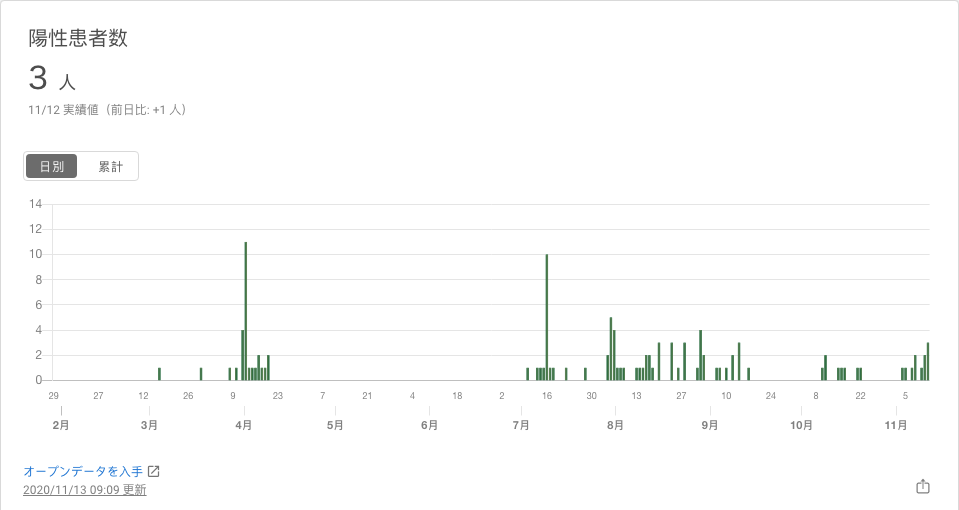 陽性患者数
3 人
11/12 実績値（前日比: +1 人）
日別 累計
14
12
10
8
6
4
2
0
29 27 12 26 9 23 7 21 4 18 2 16 30 13 27 10 24 8 22 5
2月 3月 4月 5月 6月 7月 8月 9月 10月 11月
オープンデータを入手
2020/11/13 09:09 更新